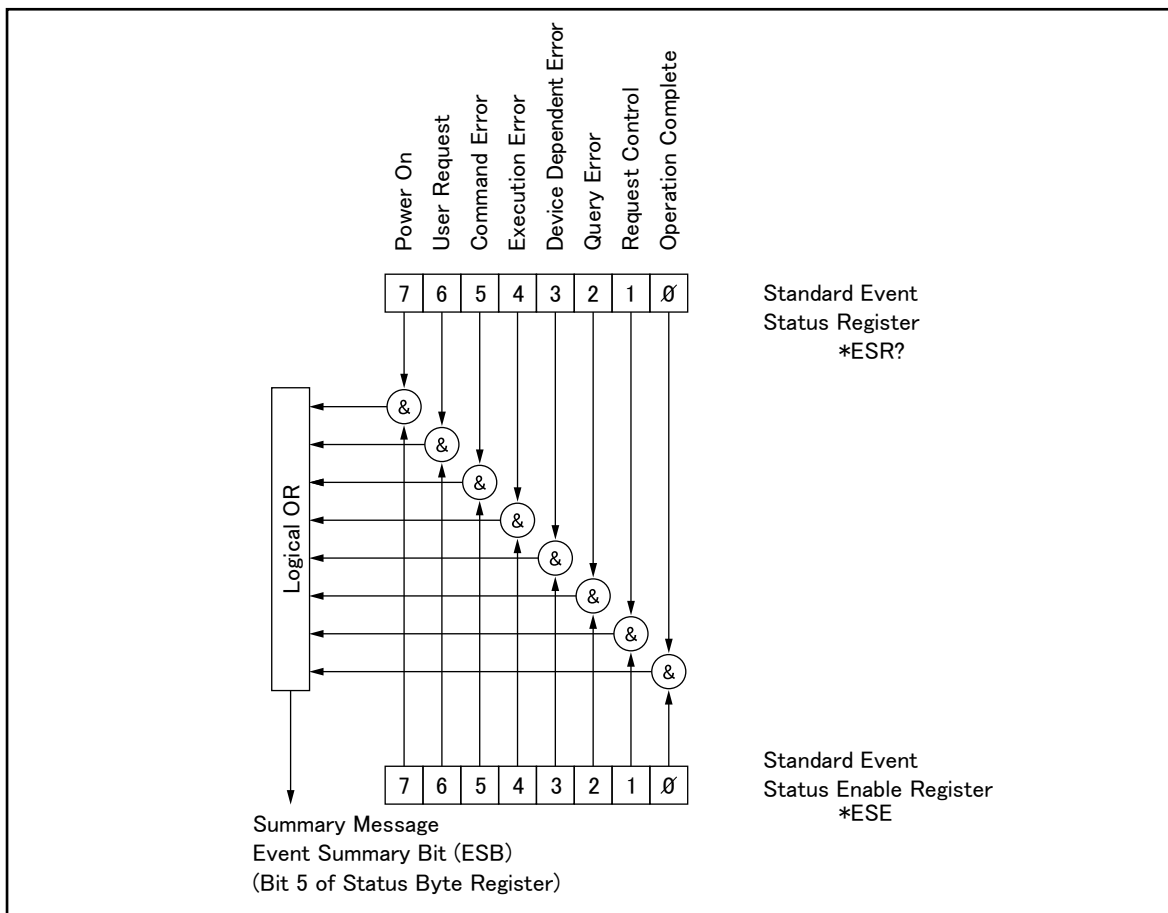 Power On
User Request
Command Error
Execution Error
Device Dependent Error
Query Error
Request Control
Operation Complete
7 6 5 4 3 2 1 0
Standard Event
Status Register
*ESR?
&
&
&
&
&
&
&
&
Logical OR
7 6 5 4 3 2 1 0
Standard Event
Status Enable Register
*ESE
Summary Message
Event Summary Bit (ESB)
(Bit 5 of Status Byte Register)